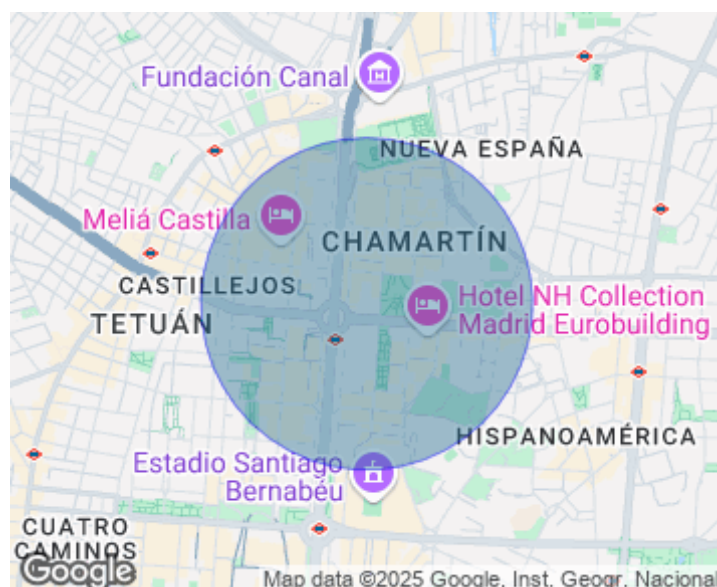 Fundación Canal
NUEVA ESPAÑA
Meliá Castilla
CHAMARTÍN
CASTILLEJOS
Hotel NH Collection
Madrid Eurobuilding
TETUÁN
HISPANOAMÉRICA
Estadio Santiago
Bernabéu
CUATRO
CAMINOS
Google
Map data ©2025 Google, Inst. Geogr. Nacional